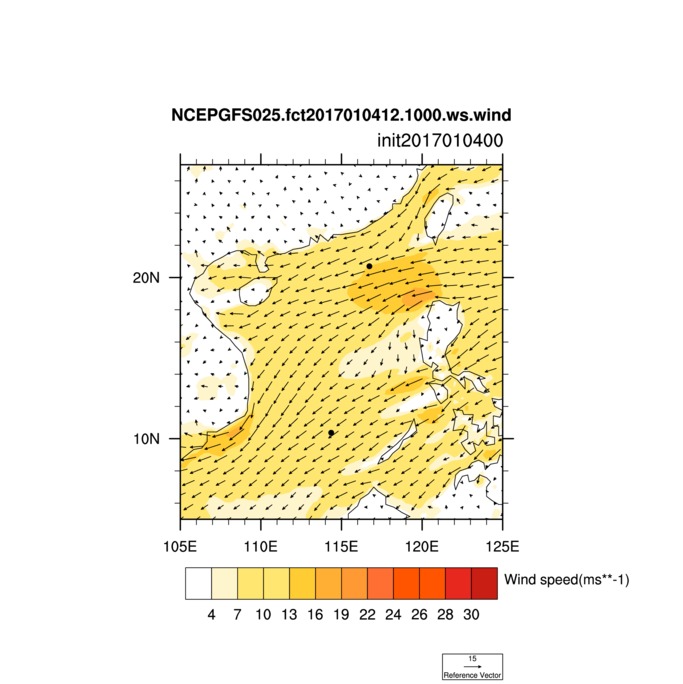 NCEPGFS025.fct2017010412.1000.ws.wind
init2017010400
20N
10N
105E 110E 115E 120E 125E
Wind speed(ms**-1)
4 7 10 13 16 19 22 24 26 28 30
15
Reference Vector